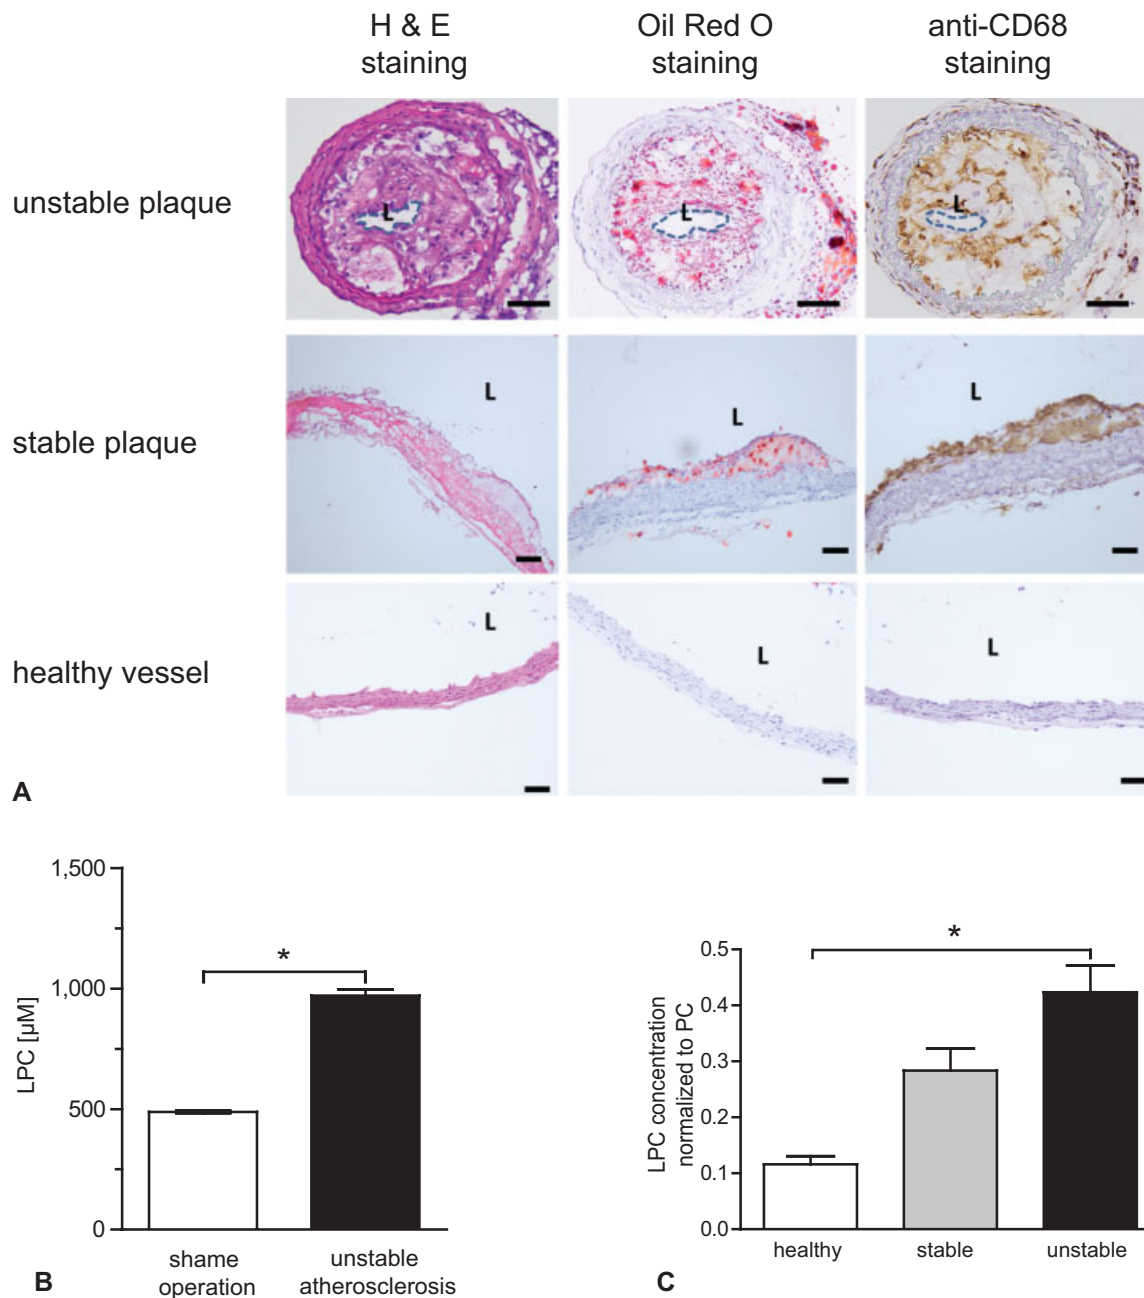 H & E
staining
Oil Red O
staining
anti-CD68
staining
unstable plaque
L
L
L
stable plaque
L
L
L
healthy vessel
L
L
L
A
1,500
1,000
500
0
LPC [µM]
*
shame
operation
unstable
atherosclerosis
B
0.5
0.4
0.3
0.2
0.1
0.0
LPC concentration
normalized to PC
*
healthy
stable
unstable
C